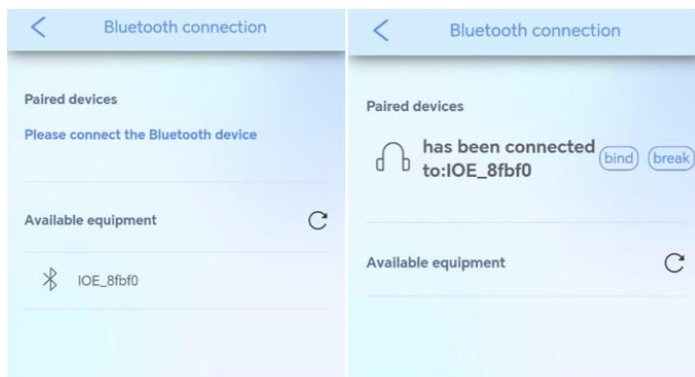 Bluetooth connection
Paired devices
Please connect the Bluetooth device
Available equipment
IOE_8fbf0
Bluetooth connection
Paired devices
has been connected
to:IOE_8fbf0
bind
break
Available equipment